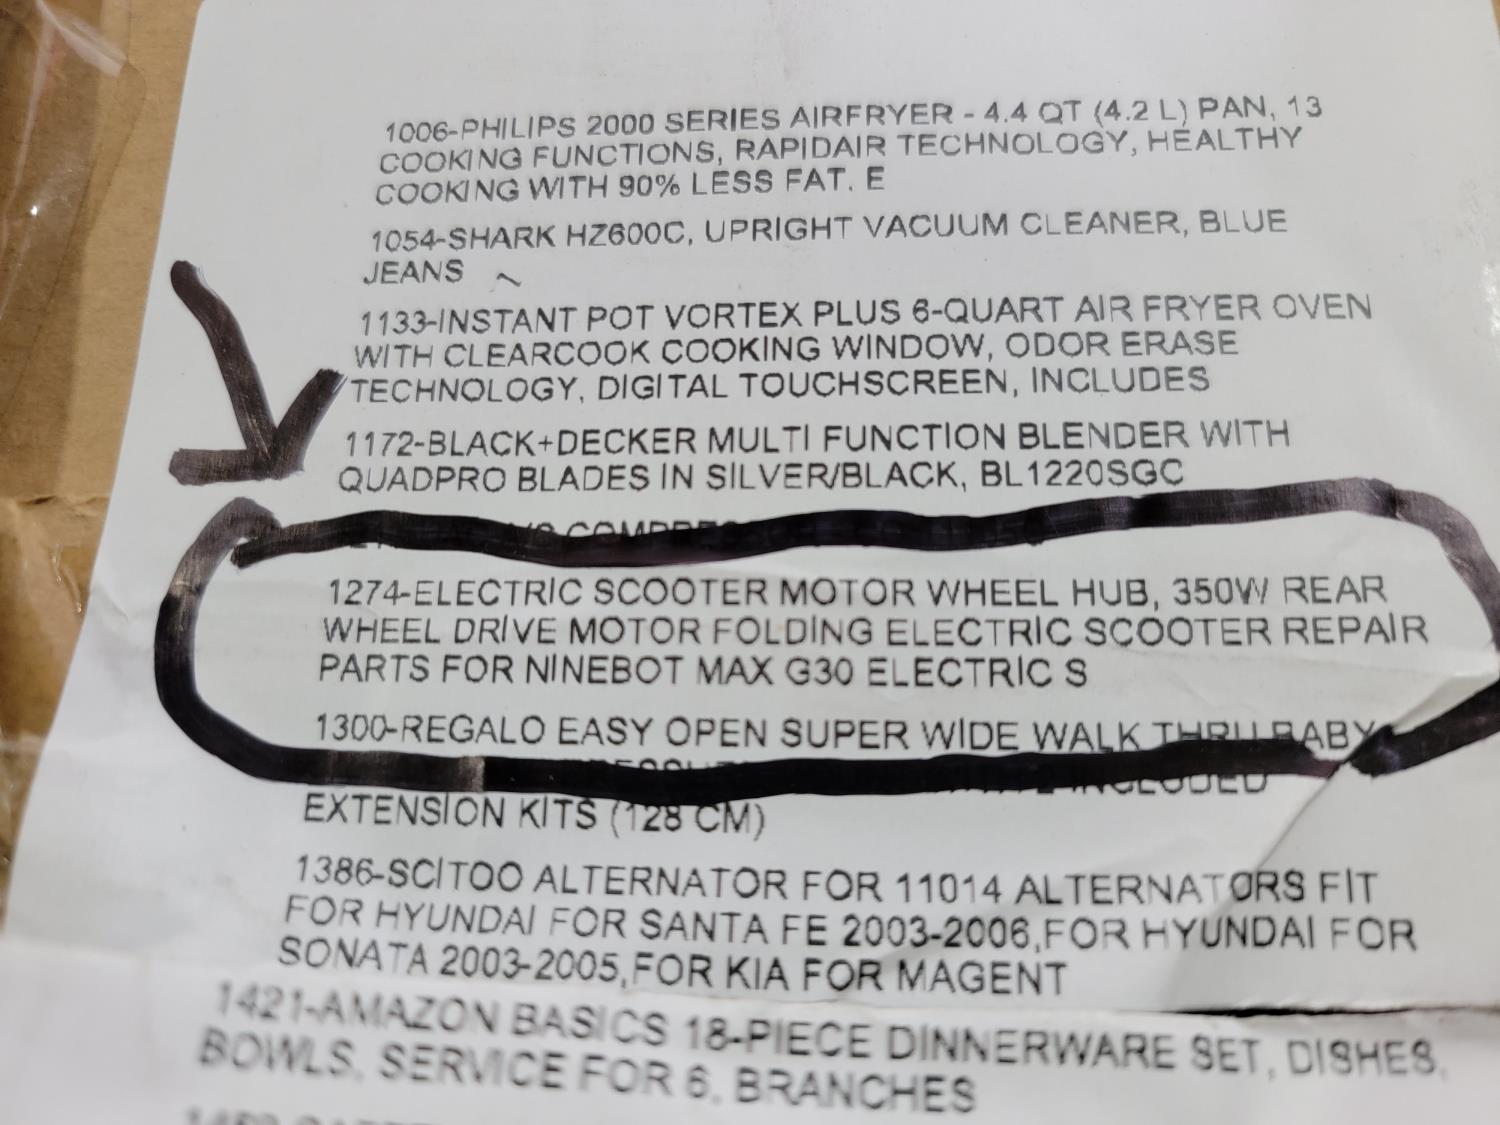 1006-PHILIPS 2000 SERIES AIRFRYER - 4.4 QT (4.2 L) PAN, 13
COOKING FUNCTIONS, RAPIDAIR TECHNOLOGY, HEALTHY
COOKING WITH 90% LESS FAT. E
1054-SHARK HZ600C, UPRIGHT VACUUM CLEANER, BLUE
JEANS
1133-INSTANT POT VORTEX PLUS 6-QUART AIR FRYER OVEN
WITH CLEARCOOK COOKING WINDOW, ODOR ERASE
TECHNOLOGY, DIGITAL TOUCHSCREEN, INCLUDES
1172-BLACK+DECKER MULTI FUNCTION BLENDER WITH
QUADPRO BLADES IN SILVER/BLACK, BL1220SGC
1274-ELECTRIC SCOOTER MOTOR WHEEL HUB, 350W REAR
WHEEL DRIVE MOTOR FOLDING ELECTRIC SCOOTER REPAIR
PARTS FOR NINEBOT MAX G30 ELECTRIC S
1300-REGALO EASY OPEN SUPER WIDE WALK THRU BABY
INCLUDED
EXTENSION KITS (128 CM)
1386-SCITOO ALTERNATOR FOR 11014 ALTERNATORS FIT
FOR HYUNDAI FOR SANTA FE 2003-2006,FOR HYUNDAI FOR
SONATA 2003-2005,FOR KIA FOR MAGENT
1421-AMAZON BASICS 18-PIECE DINNERWARE SET, DISHES,
BOWLS, SERVICE FOR 6, BRANCHES